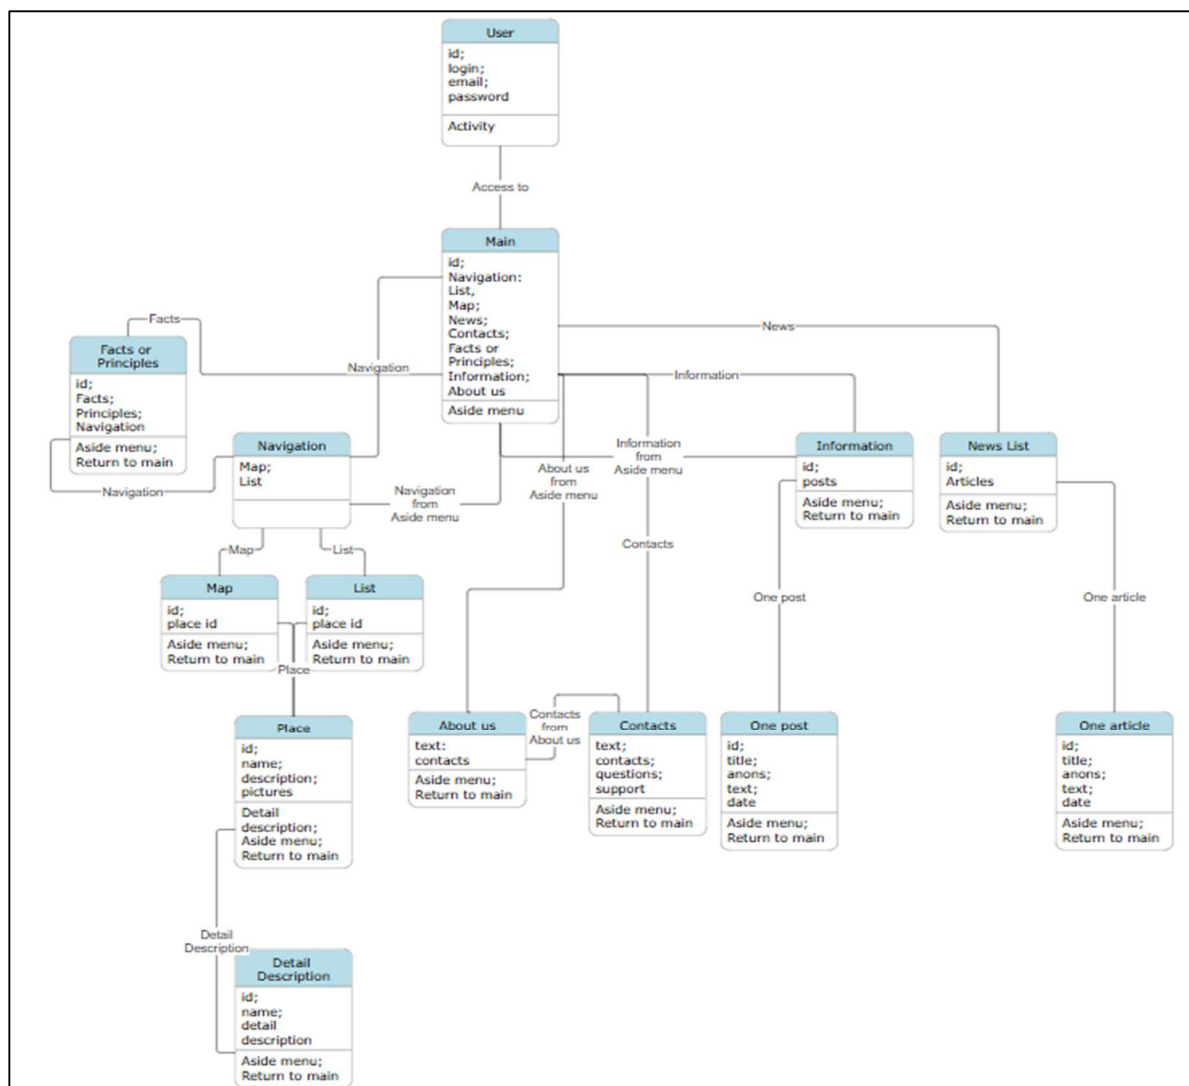 User
id;
login;
email;
password
Activity
Access to
Main
id;
Navigation:
List,
Map;
News;
Contacts;
Facts or
Principles;
Information;
About us
Aside menu
Facts
News
Navigation
Information
Facts or
Principles
id;
Facts;
Principles;
Navigation
Aside menu;
Return to main
Navigation
Navigation
Map;
List
Navigation
from
Aside menu
About us
from
Aside menu
Information
from
Aside menu
Contacts
Information
id;
posts
Aside menu;
Return to main
News List
id;
Articles
Aside menu;
Return to main
Map
List
Map
id;
place id
Aside menu;
Return to main
List
id;
place id
Aside menu;
Return to main
Place
One post
One article
Place
id;
name;
description;
pictures
Detail
description;
Aside menu;
Return to main
About us
text:
contacts
Aside menu;
Return to main
Contacts
from
About us
Contacts
text;
contacts;
questions;
support
Aside menu;
Return to main
One post
id;
title;
anons;
text;
date
Aside menu;
Return to main
One article
id;
title;
anons;
text;
date
Aside menu;
Return to main
Detail
Description
Detail
Description
id;
name;
detail
description
Aside menu;
Return to main